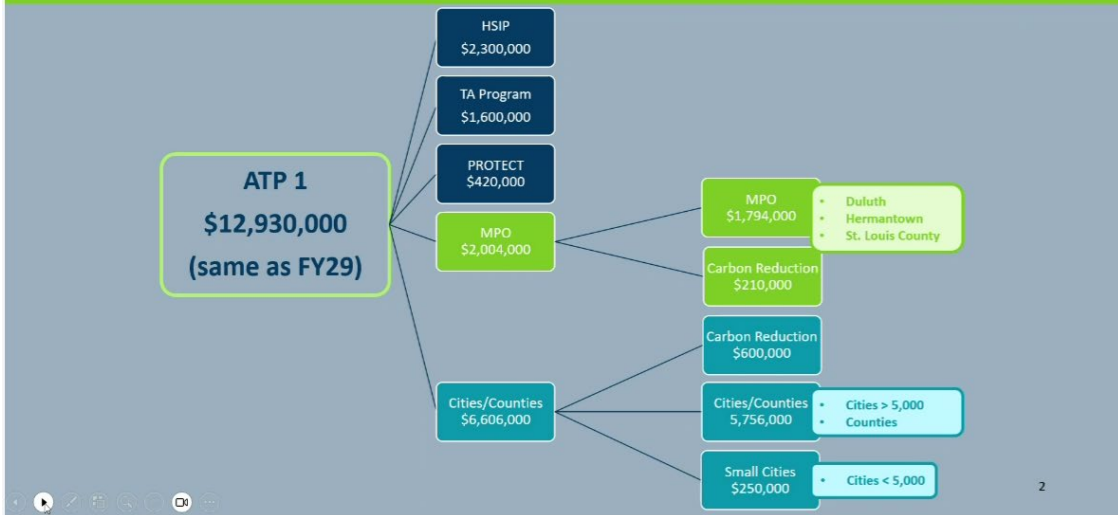 HSIP
$2,300,000
TA Program
$1,600,000
PROTECT
$420,000
ATP 1
$12,930,000
(same as FY29)
MPO
$2,004,000
MPO
$1,794,000
• Duluth
• Hermantown
• St. Louis County
Carbon Reduction
$210,000
Carbon Reduction
$600,000
Cities/Counties
$6,606,000
Cities/Counties
5,756,000
• Cities > 5,000
• Counties
Small Cities
$250,000
• Cities < 5,000
2